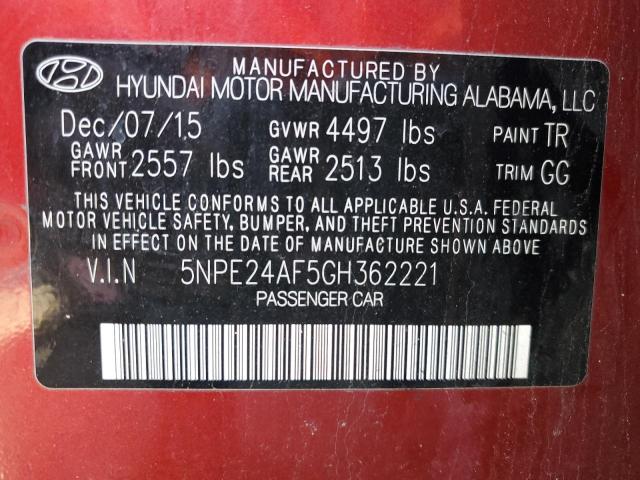 MANUFACTURED BY
HYUNDAI MOTOR MANUFACTURING ALABAMA, LLC
Dec/07/15 GVWR 4497 lbs PAINT TR
GAWR FRONT 2557 lbs GAWR REAR 2513 lbs TRIM GG
THIS VEHICLE CONFORMS TO ALL APPLICABLE U.S.A. FEDERAL
MOTOR VEHICLE SAFETY, BUMPER, AND THEFT PREVENTION STANDARDS
IN EFFECT ON THE DATE OF MANUFACTURE SHOWN ABOVE
V.I.N 5NPE24AF5GH362221
PASSENGER CAR